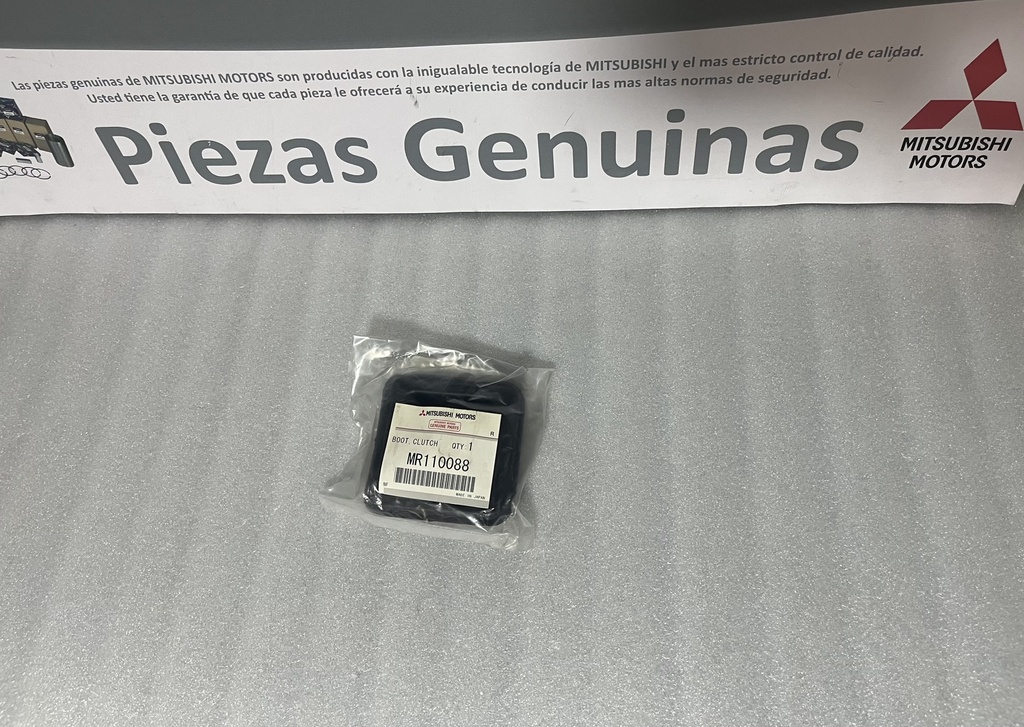 Las piezas genuinas de MITSUBISHI MOTORS son producidas con la inigualable tecnología de MITSUBISHI y el mas estricto control de calidad.
Usted tiene la garantía de que cada pieza le ofrecerá a su experiencia de conducir las mas altas normas de seguridad.
Piezas Genuinas
MITSUBISHI
MOTORS
MITSUBISHI MOTORS
GENUINE PARTS
R
BOOT, CLUTCH QTY 1
MR110088
MADE IN JAPAN